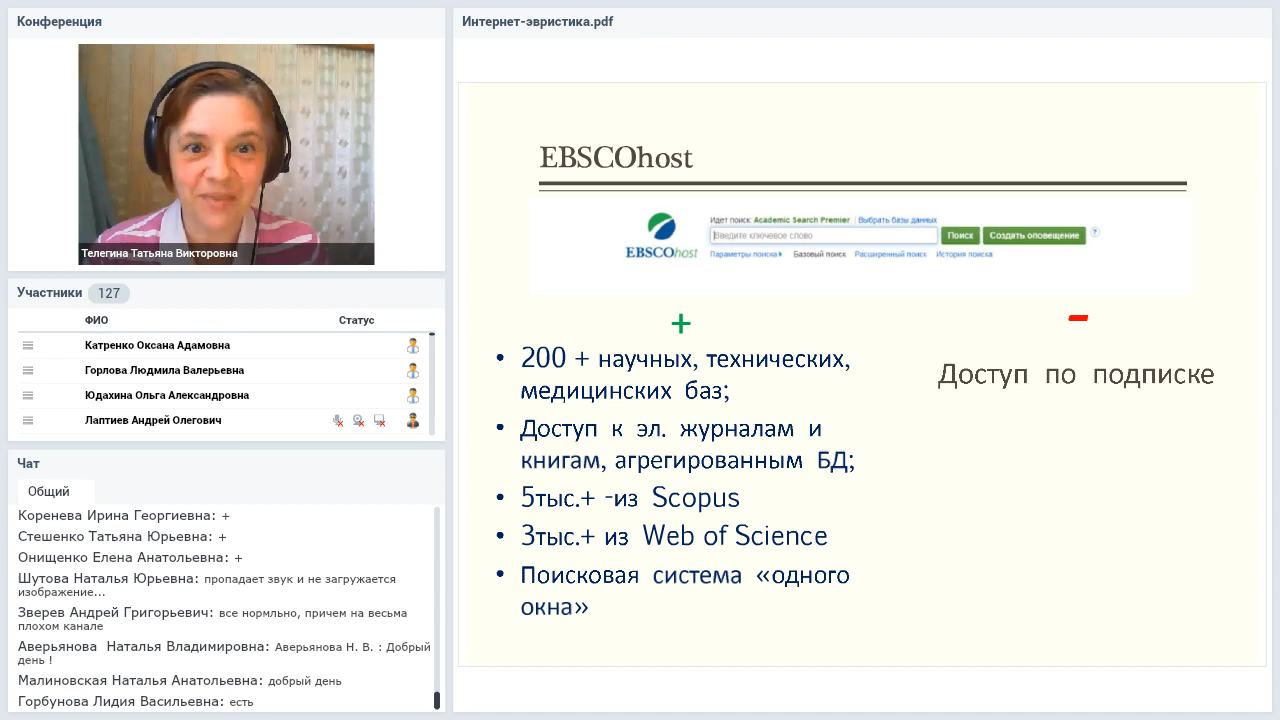 Конференция
Телегина Татьяна Викторовна
Участники 127
ФИО Статус
Катренко Оксана Адамовна
Горлова Людмила Валерьевна
Юдахина Ольга Александровна
Лаптиев Андрей Олегович
Чат
Общий
Коренева Ирина Георгиевна: +
Стешенко Татьяна Юрьевна: +
Онищенко Елена Анатольевна: +
Шутова Наталья Юрьевна: пропадает звук и не загружается
изображение...
Зверев Андрей Григорьевич: все нормльно, причем на весьма
плохом канале
Аверьянова Наталья Владимировна: Аверьянова Н. В. : Добрый
день !
Малиновская Наталья Анатольевна: добрый день
Горбунова Лидия Васильевна: есть
Интернет-эвристика.pdf
EBSCOhost
EBSCOhost
Идет поиск: Academic Search Premier | Выбрать базы данных
Введите ключевое слово Поиск Создать оповещение ?
Параметры поиска Базовый поиск Расширенный поиск История поиска
+
• 200 + научных, технических,
медицинских баз;
• Доступ к эл. журналам и
книгам, агрегированным БД;
• 5тыс.+ -из Scopus
• 3тыс.+ из Web of Science
• Поисковая система «одного
окна»
-
Доступ по подписке